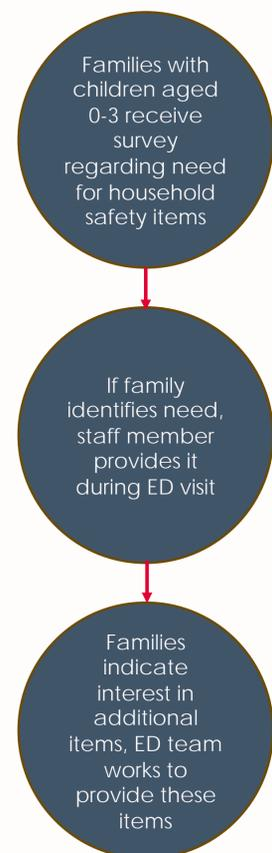 Families with
children aged
0-3 receive
survey
regarding need
for household
safety items
If family
identifies need,
staff member
provides it
during ED visit
Families
indicate
interest in
additional
items, ED team
works to
provide these
items